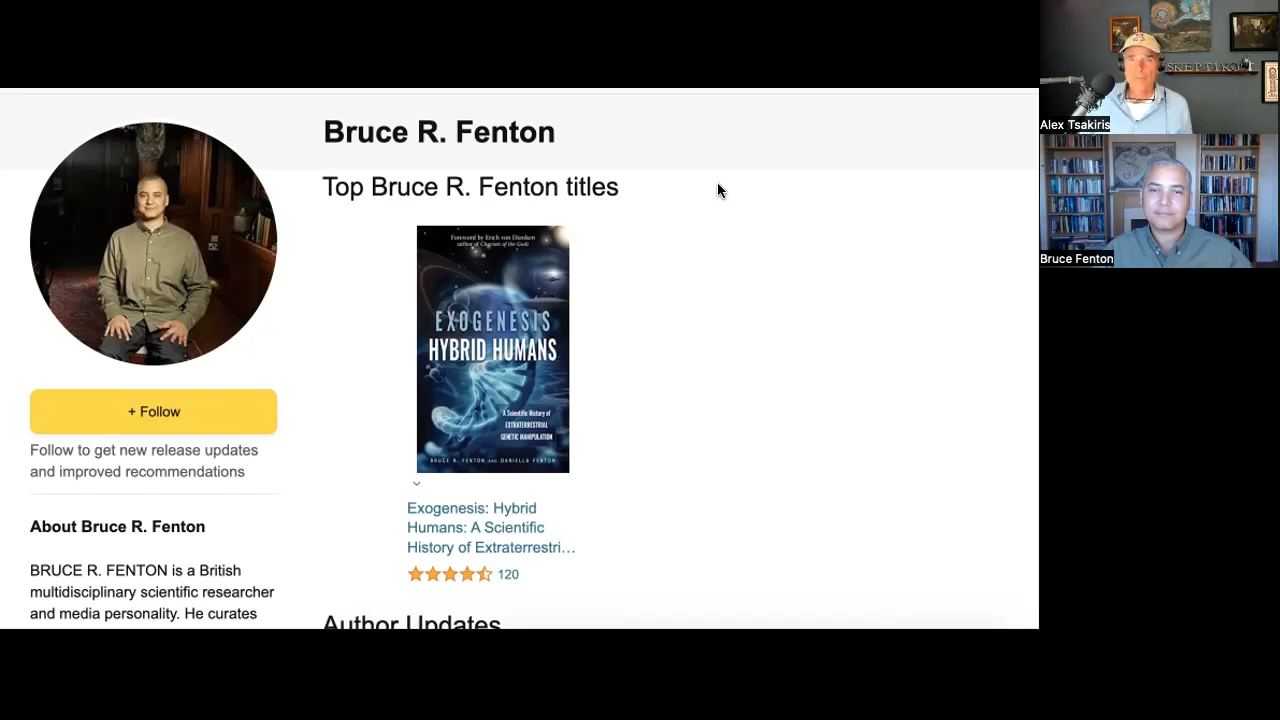 Bruce R. Fenton
Top Bruce R. Fenton titles
Foreword by Erich von Däniken
author of Chariots of the Gods
EXOGENESIS
HYBRID HUMANS
A Scientific History of
EXTRATERRESTRIAL
GENETIC MANIPULATION
BRUCE R. FENTON AND DANIELLA FENTON
Exogenesis: Hybrid
Humans: A Scientific
History of Extraterrestri…
120
Author Updates
+ Follow
Follow to get new release updates
and improved recommendations
About Bruce R. Fenton
BRUCE R. FENTON is a British
multidisciplinary scientific researcher
and media personality. He curates
SKEPTIKO
Alex Tsakiris
Bruce Fenton